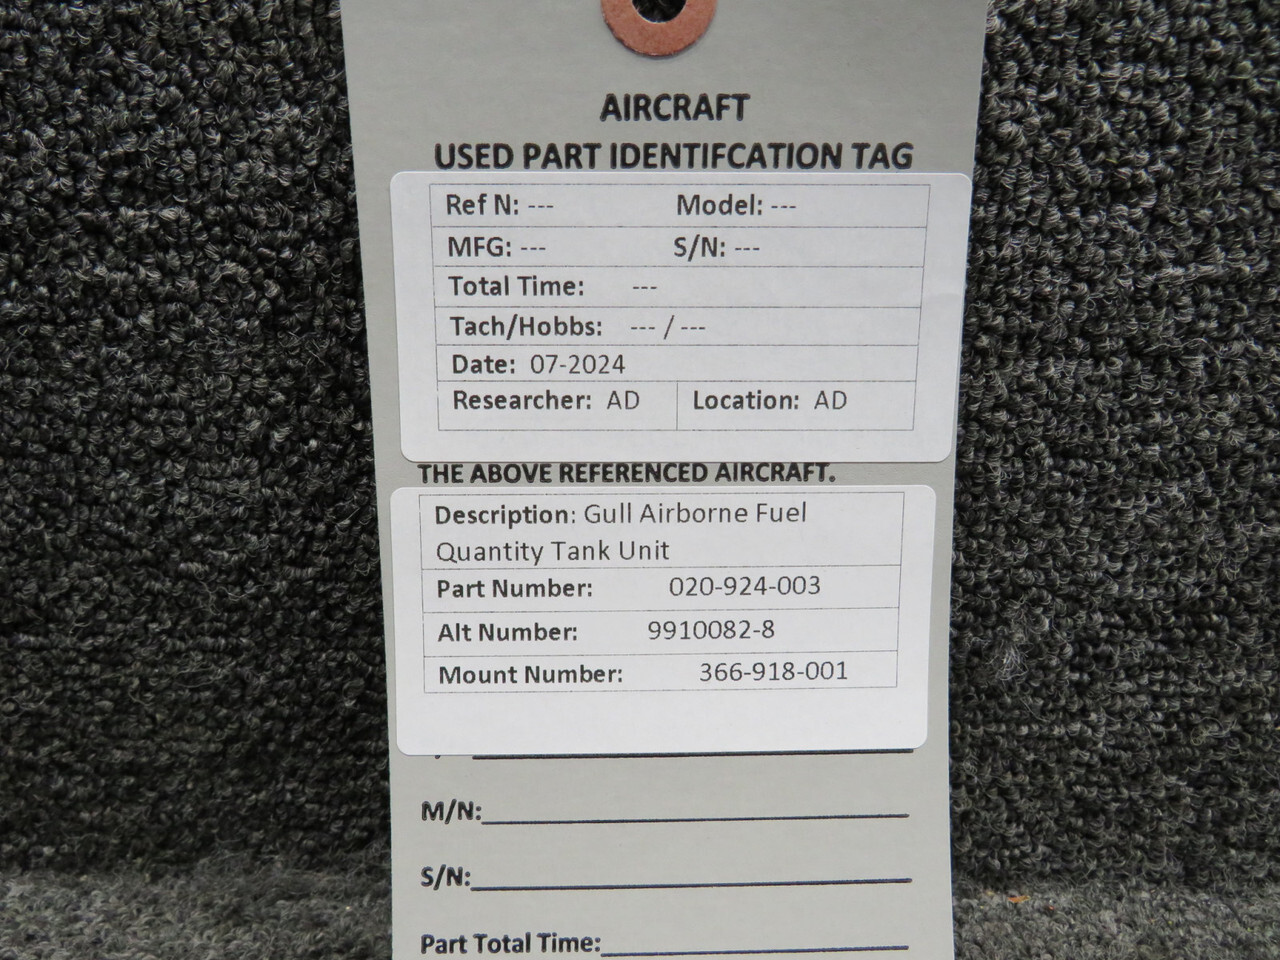 AIRCRAFT
USED PART IDENTIFCATION TAG
Ref N: --- Model: ---
MFG: --- S/N: ---
Total Time: ---
Tach/Hobbs: --- / ---
Date: 07-2024
Researcher: AD Location: AD
THE ABOVE REFERENCED AIRCRAFT.
Description: Gull Airborne Fuel
Quantity Tank Unit
Part Number: 020-924-003
Alt Number: 9910082-8
Mount Number: 366-918-001
M/N:
S/N:
Part Total Time: